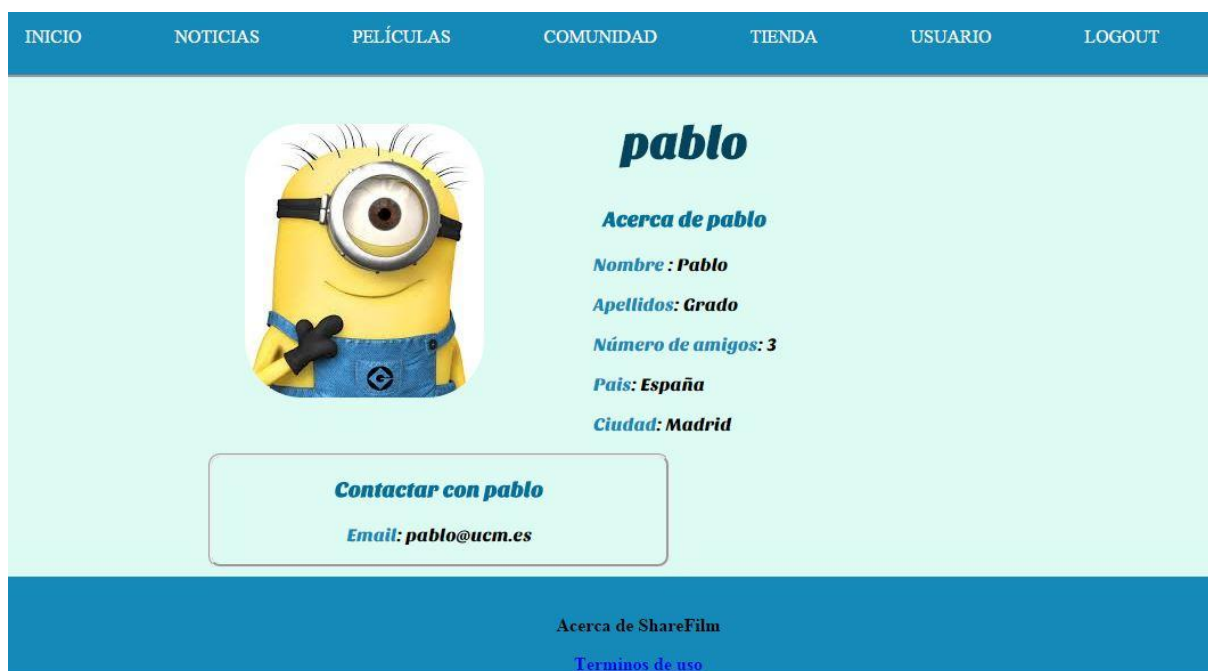 INICIO NOTICIAS PELÍCULAS COMUNIDAD TIENDA USUARIO LOGOUT
pablo
Acerca de pablo
Nombre : Pablo
Apellidos: Grado
Número de amigos: 3
Pais: España
Ciudad: Madrid
Contactar con pablo
Email: pablo@ucm.es
Acerca de ShareFilm
Terminos de uso